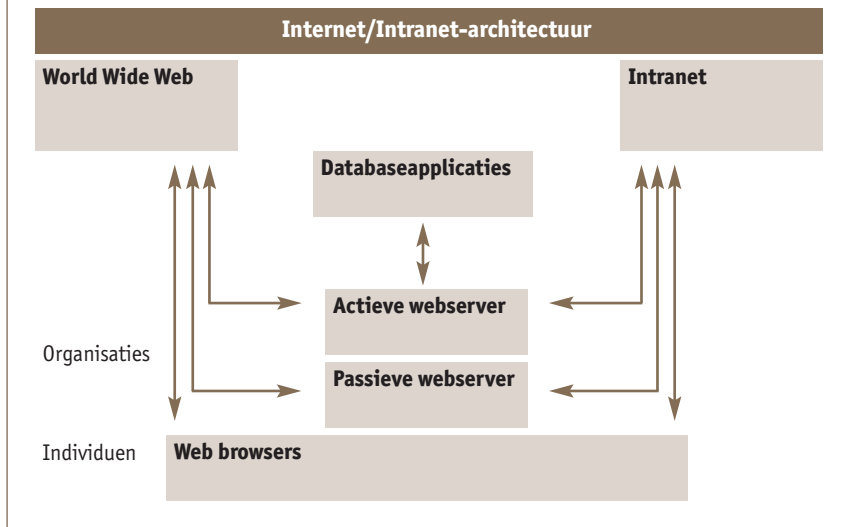 Internet/Intranet-architectuur
World Wide Web
Intranet
Databaseapplicaties
Actieve webserver
Organisaties
Passieve webserver
Individuen
Web browsers